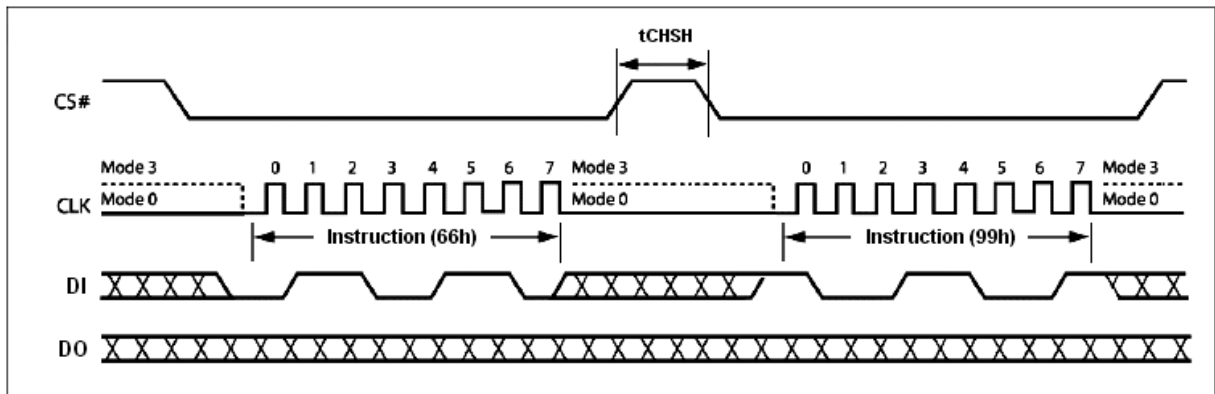 tCHSH
CS#
Mode 3 0 1 2 3 4 5 6 7 Mode 3 0 1 2 3 4 5 6 7 Mode 3
CLK Mode 0 Mode 0 Mode 0
Instruction (66h) Instruction (99h)
DI
DO